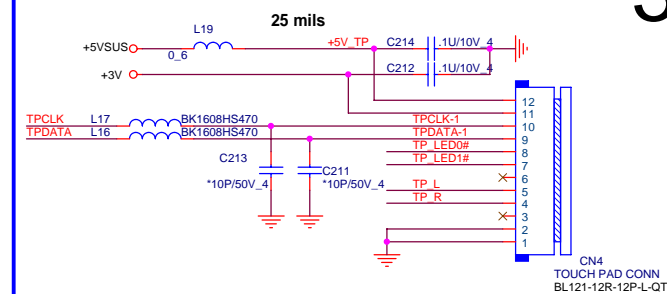 25 mils
+5VSUS L19 0_6 +5V_TP C214 .1U/10V_4
+3V C212 .1U/10V_4
TPCLK L17 BK1608HS470 TPCLK-1
TPDATA L16 BK1608HS470 TPDATA-1
TP_LED0#
TP_LED1#
TP_L
TP_R
C213 *10P/50V_4
C211 *10P/50V_4
12
11
10
9
8
7
6
5
4
3
2
1
CN4
TOUCH PAD CONN
BL121-12R-12P-L-QT